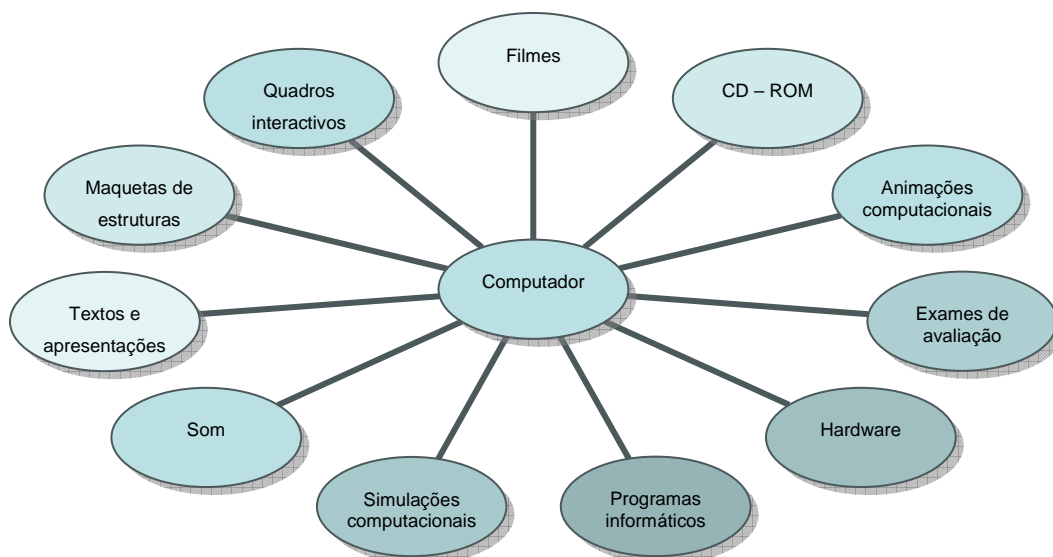 Filmes
CD – ROM
Quadros
interactivos
Animações
computacionais
Maquetas de
estruturas
Computador
Textos e
apresentações
Exames de
avaliação
Som
Hardware
Simulações
computacionais
Programas
informáticos